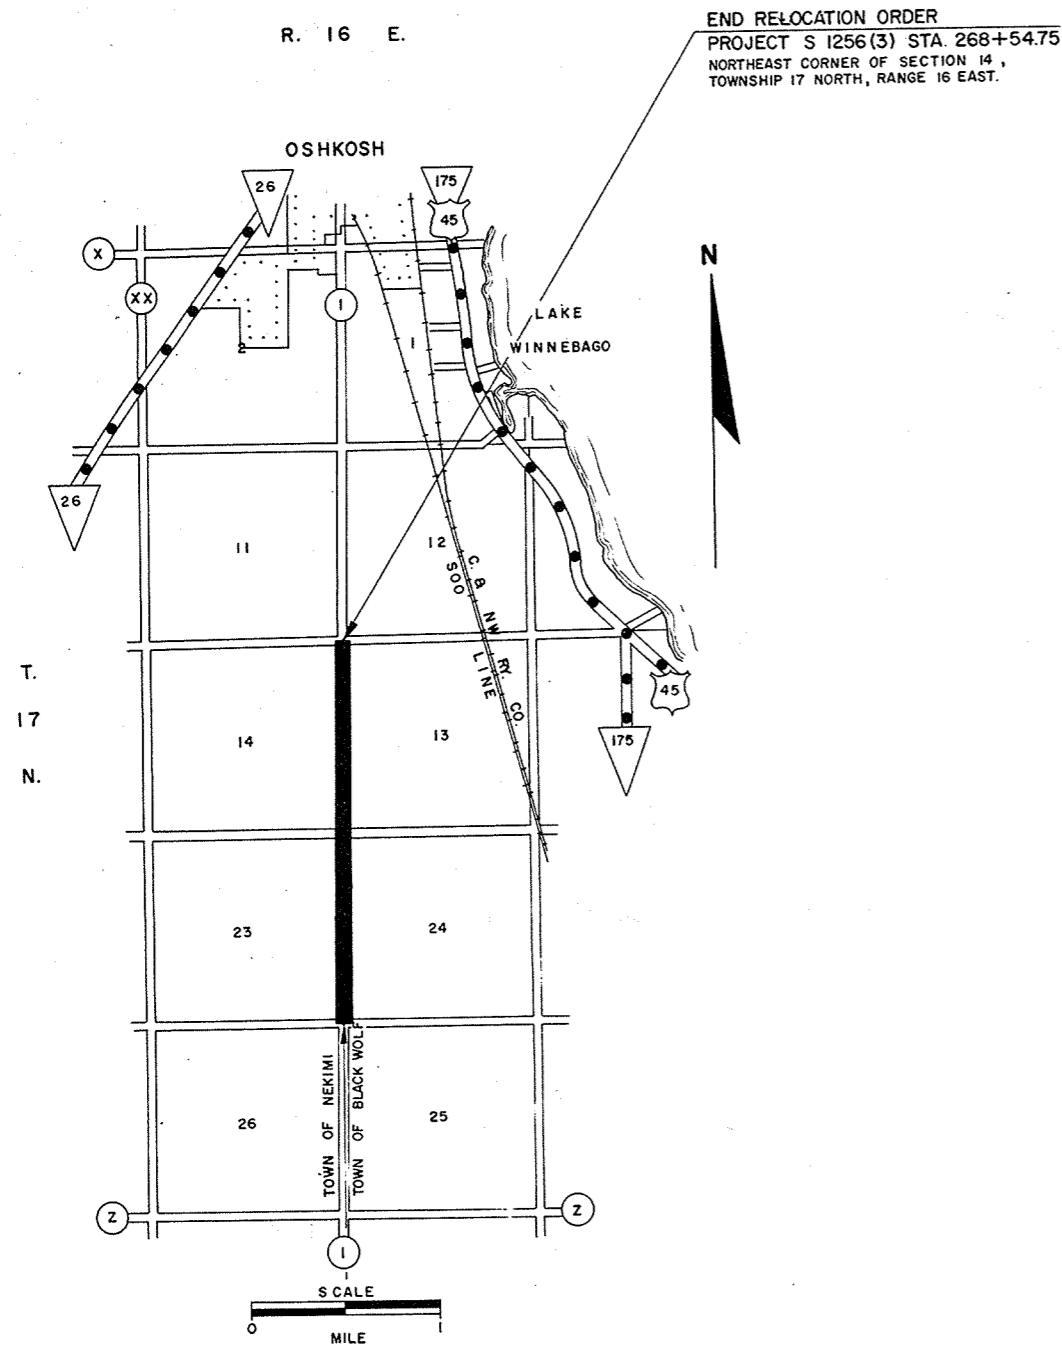 R. 16 E.
END RELOCATION ORDER
PROJECT S 1256(3) STA. 268+54.75
NORTHEAST CORNER OF SECTION 14,
TOWNSHIP 17 NORTH, RANGE 16 EAST.
OSHKOSH
26
175
45
X
XX
I
N
LAKE
WINNEBAGO
2
1
26
11
12
C. & NW RY. CO.
SOO LINE
T.
17
N.
14
13
45
175
23
24
TOWN OF NEKIMI
TOWN OF BLACK WOLF
26
25
Z
Z
I
SCALE
0 1
MILE